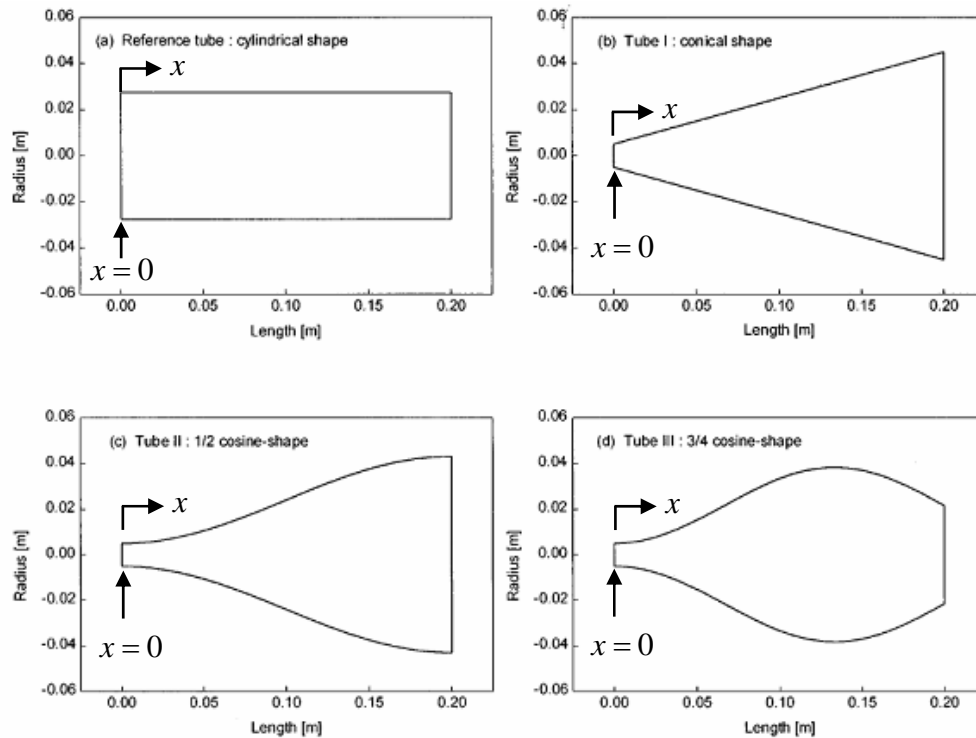 (a) Reference tube : cylindrical shape
x
x = 0
Radius [m]
0.06
0.04
0.02
0.00
-0.02
-0.04
-0.06
0.00 0.05 0.10 0.15 0.20
Length [m]
(b) Tube I : conical shape
x
x = 0
Radius [m]
0.06
0.04
0.02
0.00
-0.02
-0.04
-0.06
0.00 0.05 0.10 0.15 0.20
Length [m]
(c) Tube II : 1/2 cosine-shape
x
x = 0
Radius [m]
0.06
0.04
0.02
0.00
-0.02
-0.04
-0.06
0.00 0.05 0.10 0.15 0.20
Length [m]
(d) Tube III : 3/4 cosine-shape
x
x = 0
Radius [m]
0.06
0.04
0.02
0.00
-0.02
-0.04
-0.06
0.00 0.05 0.10 0.15 0.20
Length [m]